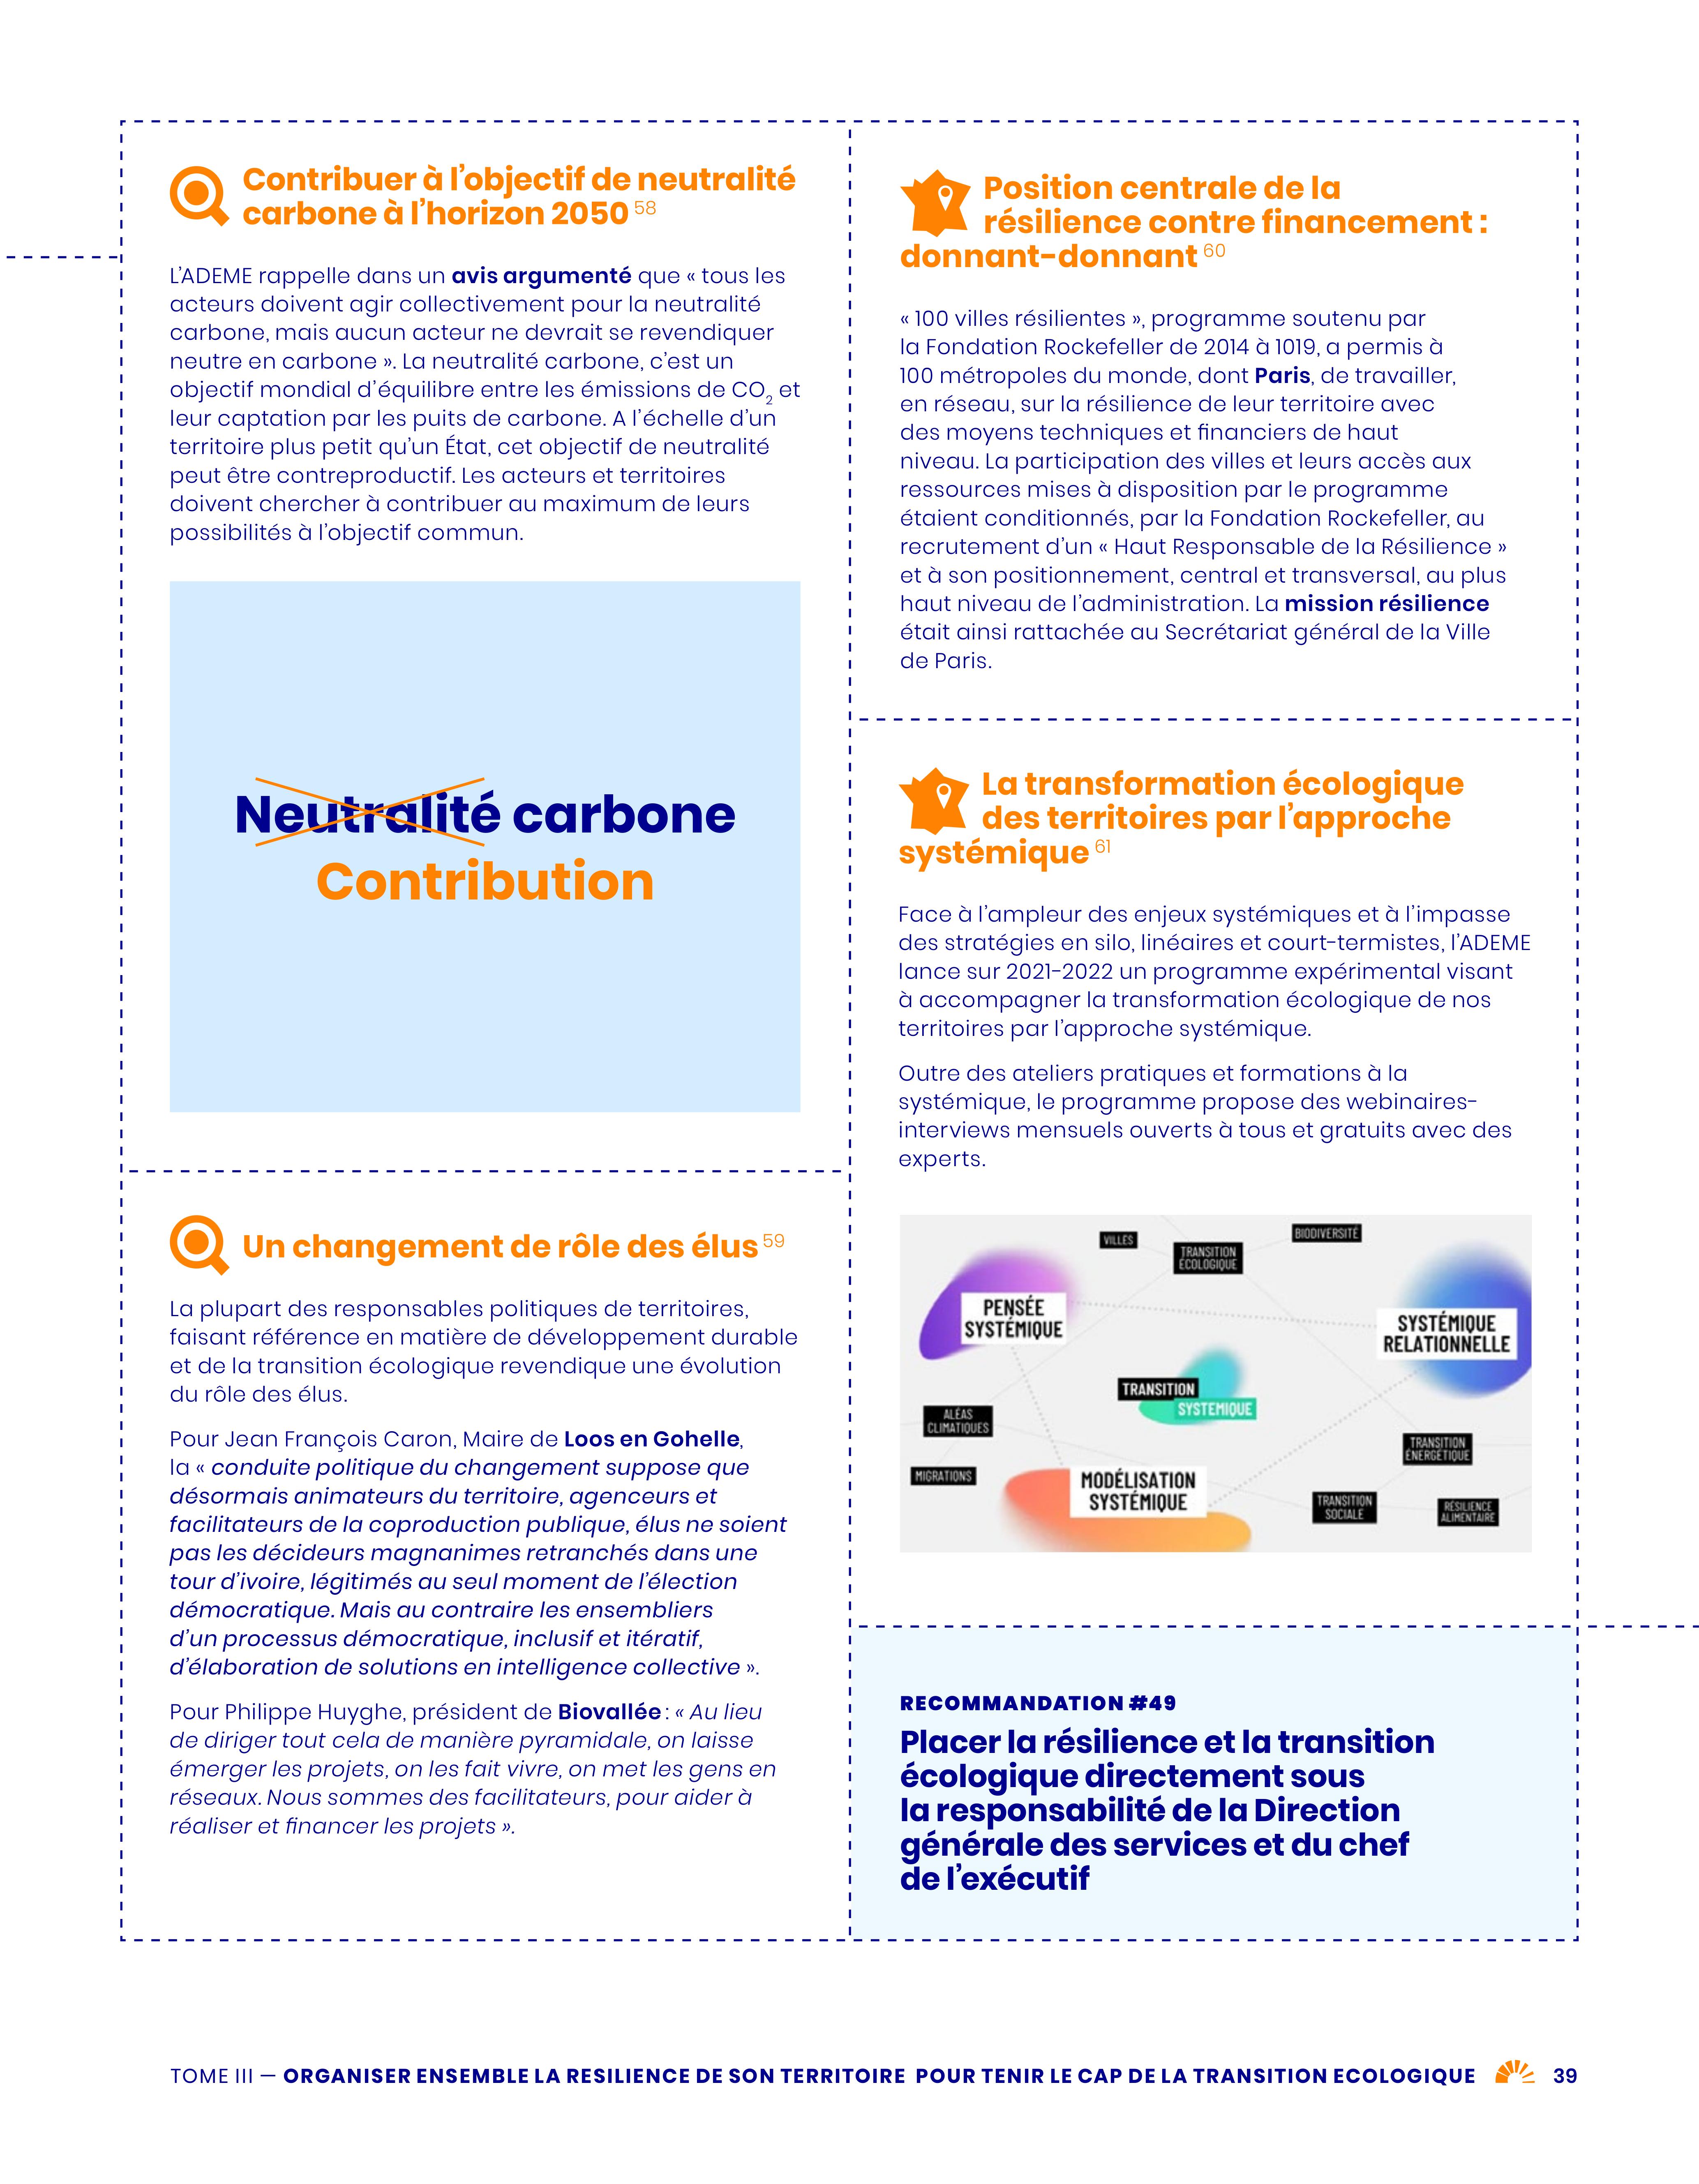 Contribuer à l’objectif de neutralité
carbone à l’horizon 2050 58
L’ADEME rappelle dans un avis argumenté que « tous les
acteurs doivent agir collectivement pour la neutralité
carbone, mais aucun acteur ne devrait se revendiquer
neutre en carbone ». La neutralité carbone, c’est un
objectif mondial d’équilibre entre les émissions de CO2 et
leur captation par les puits de carbone. A l’échelle d’un
territoire plus petit qu’un État, cet objectif de neutralité
peut être contreproductif. Les acteurs et territoires
doivent chercher à contribuer au maximum de leurs
possibilités à l’objectif commun.
Neutralité carbone
Contribution
Un changement de rôle des élus 59
La plupart des responsables politiques de territoires,
faisant référence en matière de développement durable
et de la transition écologique revendique une évolution
du rôle des élus.
Pour Jean François Caron, Maire de Loos en Gohelle,
la « conduite politique du changement suppose que
désormais animateurs du territoire, agenceurs et
facilitateurs de la coproduction publique, élus ne soient
pas les décideurs magnanimes retranchés dans une
tour d’ivoire, légitimés au seul moment de l’élection
démocratique. Mais au contraire les ensembliers
d’un processus démocratique, inclusif et itératif,
d’élaboration de solutions en intelligence collective ».
Pour Philippe Huyghe, président de Biovallée : « Au lieu
de diriger tout cela de manière pyramidale, on laisse
émerger les projets, on les fait vivre, on met les gens en
réseaux. Nous sommes des facilitateurs, pour aider à
réaliser et financer les projets ».
Position centrale de la
résilience contre financement :
donnant-donnant 60
« 100 villes résilientes », programme soutenu par
la Fondation Rockefeller de 2014 à 1019, a permis à
100 métropoles du monde, dont Paris, de travailler,
en réseau, sur la résilience de leur territoire avec
des moyens techniques et financiers de haut
niveau. La participation des villes et leurs accès aux
ressources mises à disposition par le programme
étaient conditionnés, par la Fondation Rockefeller, au
recrutement d’un « Haut Responsable de la Résilience »
et à son positionnement, central et transversal, au plus
haut niveau de l’administration. La mission résilience
était ainsi rattachée au Secrétariat général de la Ville
de Paris.
La transformation écologique
des territoires par l’approche
systémique 61
Face à l’ampleur des enjeux systémiques et à l’impasse
des stratégies en silo, linéaires et court-termistes, l’ADEME
lance sur 2021-2022 un programme expérimental visant
à accompagner la transformation écologique de nos
territoires par l’approche systémique.
Outre des ateliers pratiques et formations à la
systémique, le programme propose des webinaires-
interviews mensuels ouverts à tous et gratuits avec des
experts.
VILLES
BIODIVERSITÉ
TRANSITION
ÉCOLOGIQUE
PENSÉE
SYSTÉMIQUE
SYSTÉMIQUE
RELATIONNELLE
TRANSITION
SYSTEMIQUE
ALÉAS
CLIMATIQUES
TRANSITION
ÉNERGÉTIQUE
MIGRATIONS
MODÉLISATION
SYSTÉMIQUE
TRANSITION
SOCIALE
RÉSILIENCE
ALIMENTAIRE
RECOMMANDATION #49
Placer la résilience et la transition
écologique directement sous
la responsabilité de la Direction
générale des services et du chef
de l’exécutif
TOME III — ORGANISER ENSEMBLE LA RESILIENCE DE SON TERRITOIRE POUR TENIR LE CAP DE LA TRANSITION ECOLOGIQUE 39